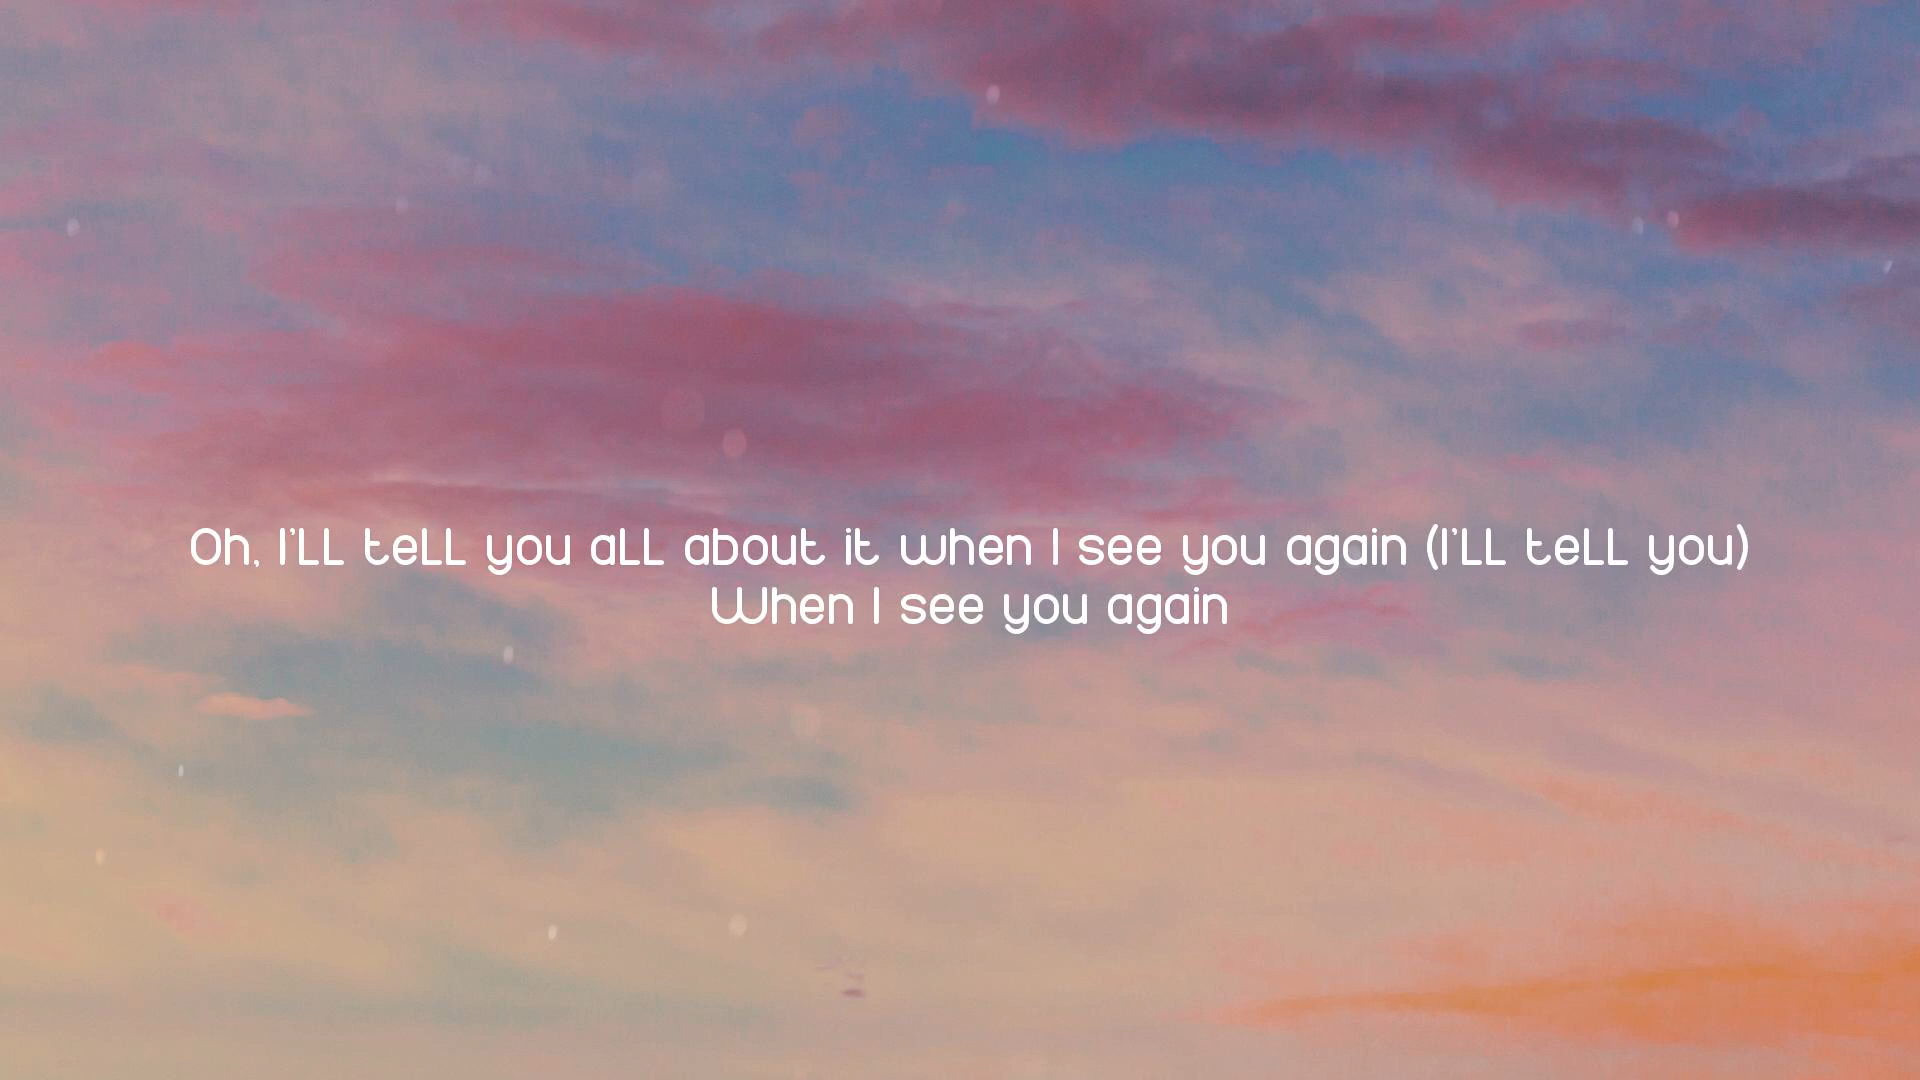 Oh, I'll tell you all about it when I see you again (I'll tell you)
When I see you again